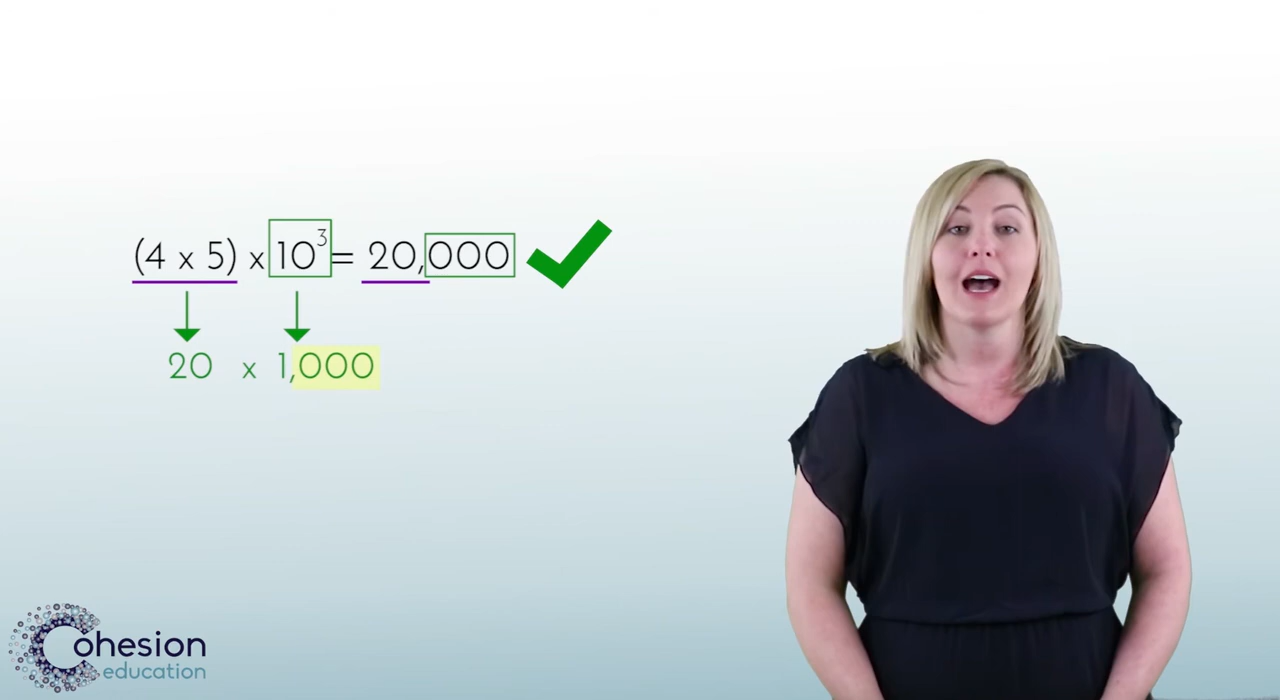 (4 x 5) x 10³ = 20,000
20 x 1,000
Cohesion
education